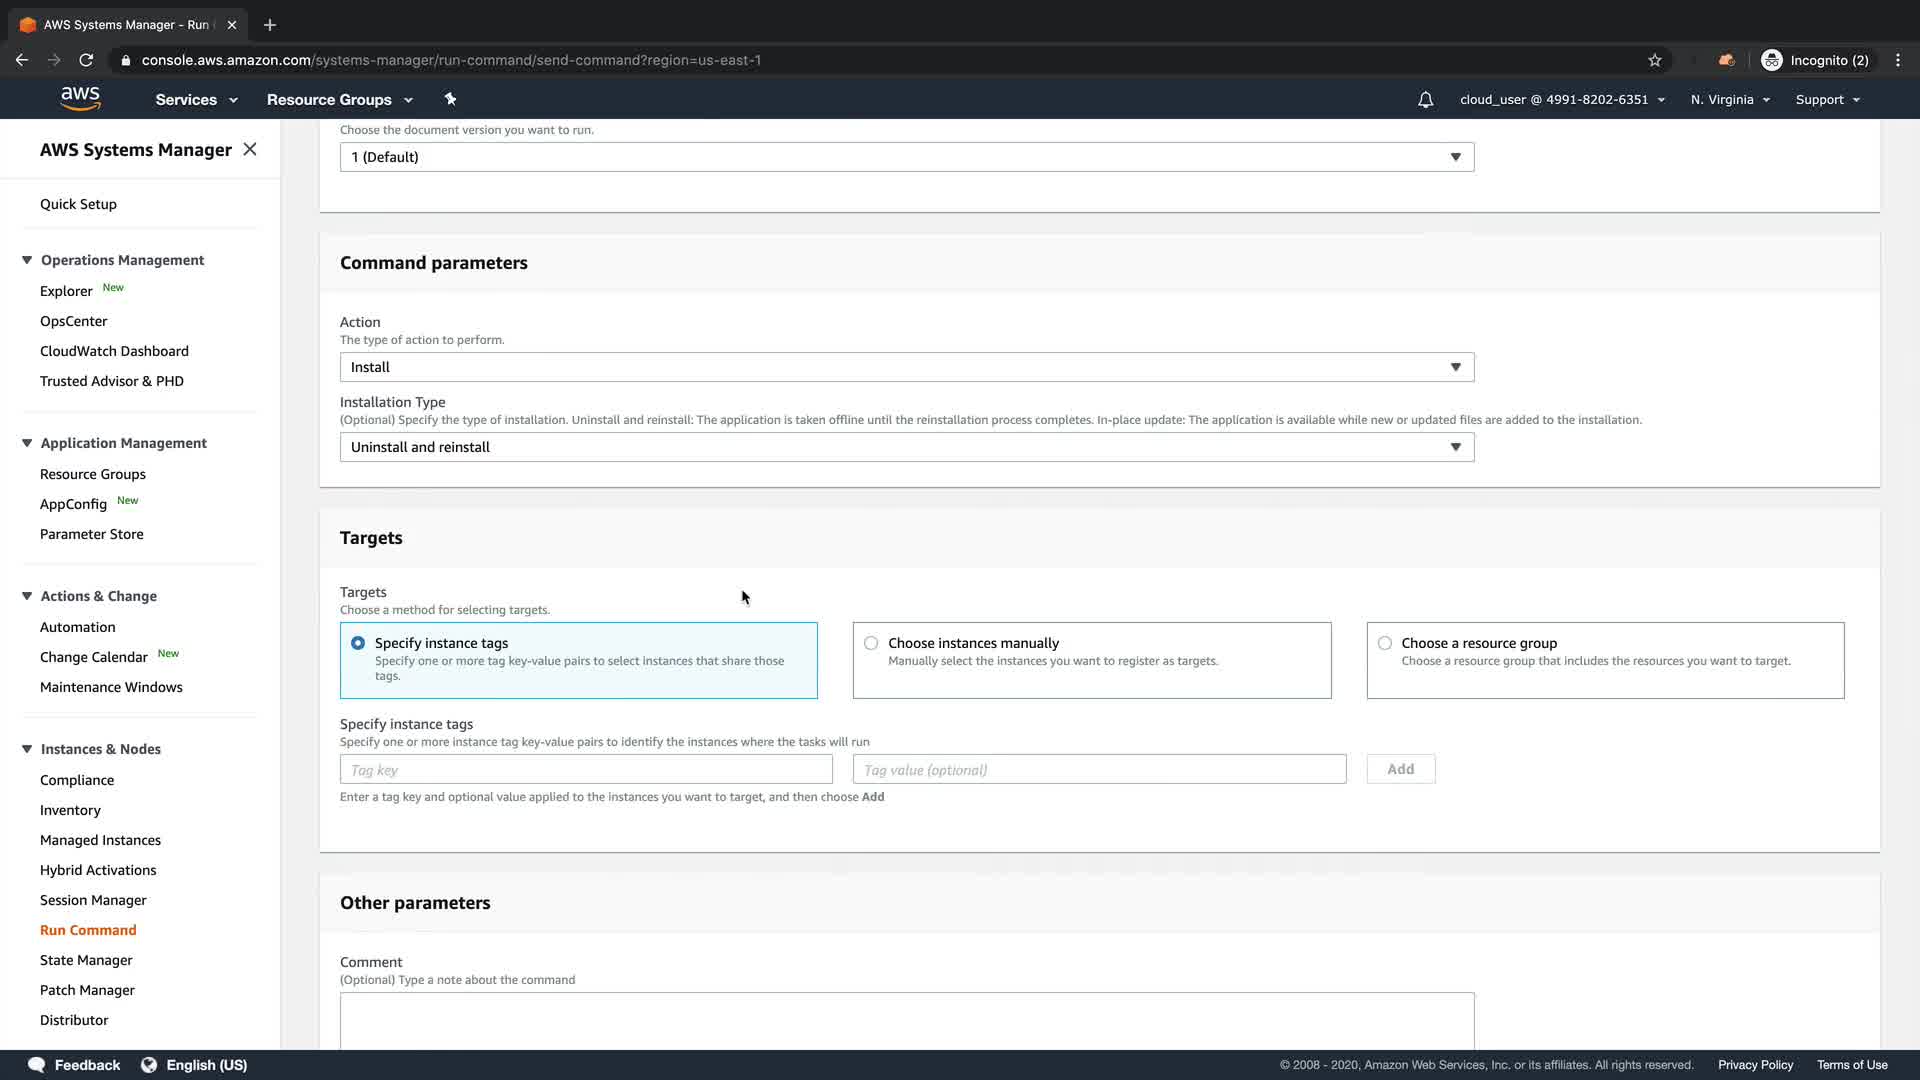 AWS Systems Manager - Run
console.aws.amazon.com/systems-manager/run-command/send-command?region=us-east-1
Incognito (2)
aws
Services
Resource Groups
cloud_user @ 4991-8202-6351
N. Virginia
Support
AWS Systems Manager
Quick Setup
Operations Management
Explorer New
OpsCenter
CloudWatch Dashboard
Trusted Advisor & PHD
Application Management
Resource Groups
AppConfig New
Parameter Store
Actions & Change
Automation
Change Calendar New
Maintenance Windows
Instances & Nodes
Compliance
Inventory
Managed Instances
Hybrid Activations
Session Manager
Run Command
State Manager
Patch Manager
Distributor
Choose the document version you want to run.
1 (Default)
Command parameters
Action
The type of action to perform.
Install
Installation Type
(Optional) Specify the type of installation. Uninstall and reinstall: The application is taken offline until the reinstallation process completes. In-place update: The application is available while new or updated files are added to the installation.
Uninstall and reinstall
Targets
Targets
Choose a method for selecting targets.
Specify instance tags
Specify one or more tag key-value pairs to select instances that share those
tags.
Choose instances manually
Manually select the instances you want to register as targets.
Choose a resource group
Choose a resource group that includes the resources you want to target.
Specify instance tags
Specify one or more instance tag key-value pairs to identify the instances where the tasks will run
Tag key
Tag value (optional)
Add
Enter a tag key and optional value applied to the instances you want to target, and then choose Add
Other parameters
Comment
(Optional) Type a note about the command
Feedback
English (US)
© 2008 - 2020, Amazon Web Services, Inc. or its affiliates. All rights reserved.
Privacy Policy
Terms of Use